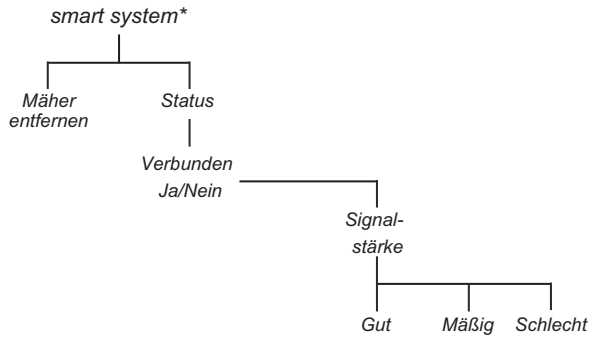 smart system*
Mäher
entfernen
Status
Verbunden
Ja/Nein
Signal-
stärke
Gut Mäßig Schlecht